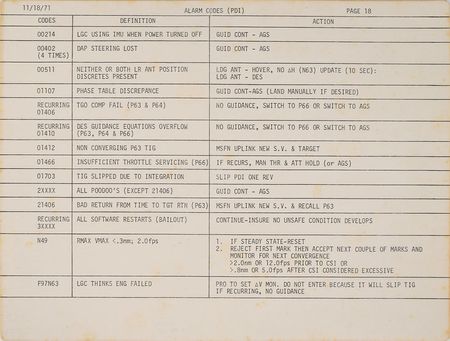 11/18/71 ALARM CODES (PDI) PAGE 18
CODES DEFINITION ACTION
00214 LGC USING IMU WHEN POWER TURNED OFF GUID CONT - AGS
00402 DAP STEERING LOST GUID CONT - AGS
(4 TIMES)
00511 NEITHER OR BOTH LR ANT POSITION LDG ANT - HOVER, NO ΔH (N63) UPDATE (10 SEC):
DISCRETES PRESENT LDG ANT - DES
01107 PHASE TABLE DISCREPANCE GUID CONT-AGS (LAND MANUALLY IF DESIRED)
RECURRING TGO COMP FAIL (P63 & P64) NO GUIDANCE, SWITCH TO P66 OR SWITCH TO AGS
01406
RECURRING DES GUIDANCE EQUATIONS OVERFLOW NO GUIDANCE, SWITCH TO P66 OR SWITCH TO AGS
01410 (P63, P64 & P66)
01412 NON CONVERGING P63 TIG MSFN UPLINK NEW S.V. & TARGET
01466 INSUFFICIENT THROTTLE SERVICING (P66) IF RECURS, MAN THR & ATT HOLD (or AGS)
01703 TIG SLIPPED DUE TO INTEGRATION SLIP PDI ONE REV
2XXXX ALL POODOO'S (EXCEPT 21406) GUID CONT - AGS
21406 BAD RETURN FROM TIME TO TGT RTN (P63) MSFN UPLINK NEW S.V. & RECALL P63
RECURRING ALL SOFTWARE RESTARTS (BAILOUT) CONTINUE-INSURE NO UNSAFE CONDITION DEVELOPS
3XXXX
N49 RMAX VMAX <.3nm; 2.0fps 1. IF STEADY STATE-RESET
2. REJECT FIRST MARK THEN ACCEPT NEXT COUPLE OF MARKS AND
MONITOR FOR NEXT CONVERGENCE
>2.0nm OR 12.0fps PRIOR TO CSI OR
>.8nm OR 5.0fps AFTER CSI CONSIDERED EXCESSIVE
F97N63 LGC THINKS ENG FAILED PRO TO SET ΔV MON. DO NOT ENTER BECAUSE IT WILL SLIP TIG
IF RECURRING, NO GUIDANCE